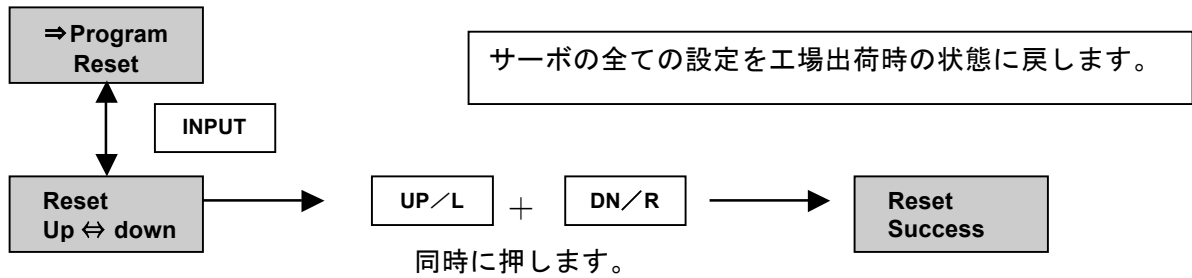 ⇒Program
Reset
サーボの全ての設定を工場出荷時の状態に戻します。
INPUT
Reset
Up ⇔ down
UP／L
＋
DN／R
Reset
Success
同時に押します。